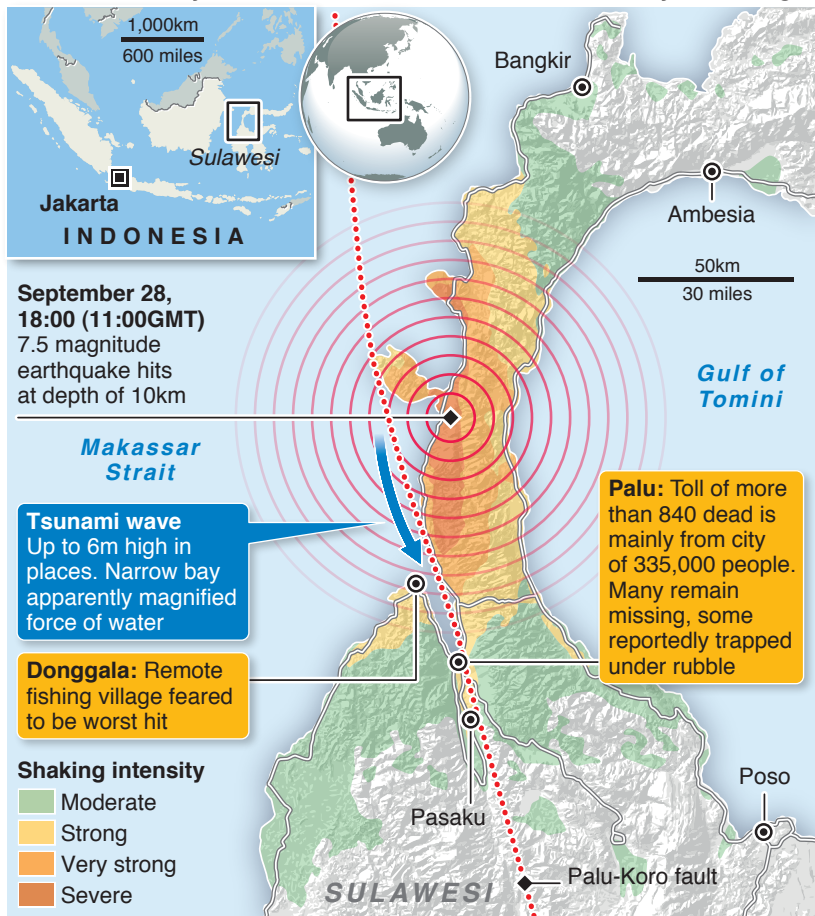 1,000km
600 miles
Sulawesi
Jakarta
INDONESIA
Bangkir
Ambesia
50km
30 miles
September 28,
18:00 (11:00GMT)
7.5 magnitude
earthquake hits
at depth of 10km
Gulf of
Tomini
Makassar
Strait
Tsunami wave
Up to 6m high in
places. Narrow bay
apparently magnified
force of water
Palu: Toll of more
than 840 dead is
mainly from city
of 335,000 people.
Many remain
missing, some
reportedly trapped
under rubble
Donggala: Remote
fishing village feared
to be worst hit
Shaking intensity
Moderate
Strong
Very strong
Severe
Pasaku
Poso
Palu-Koro fault
SULAWESI